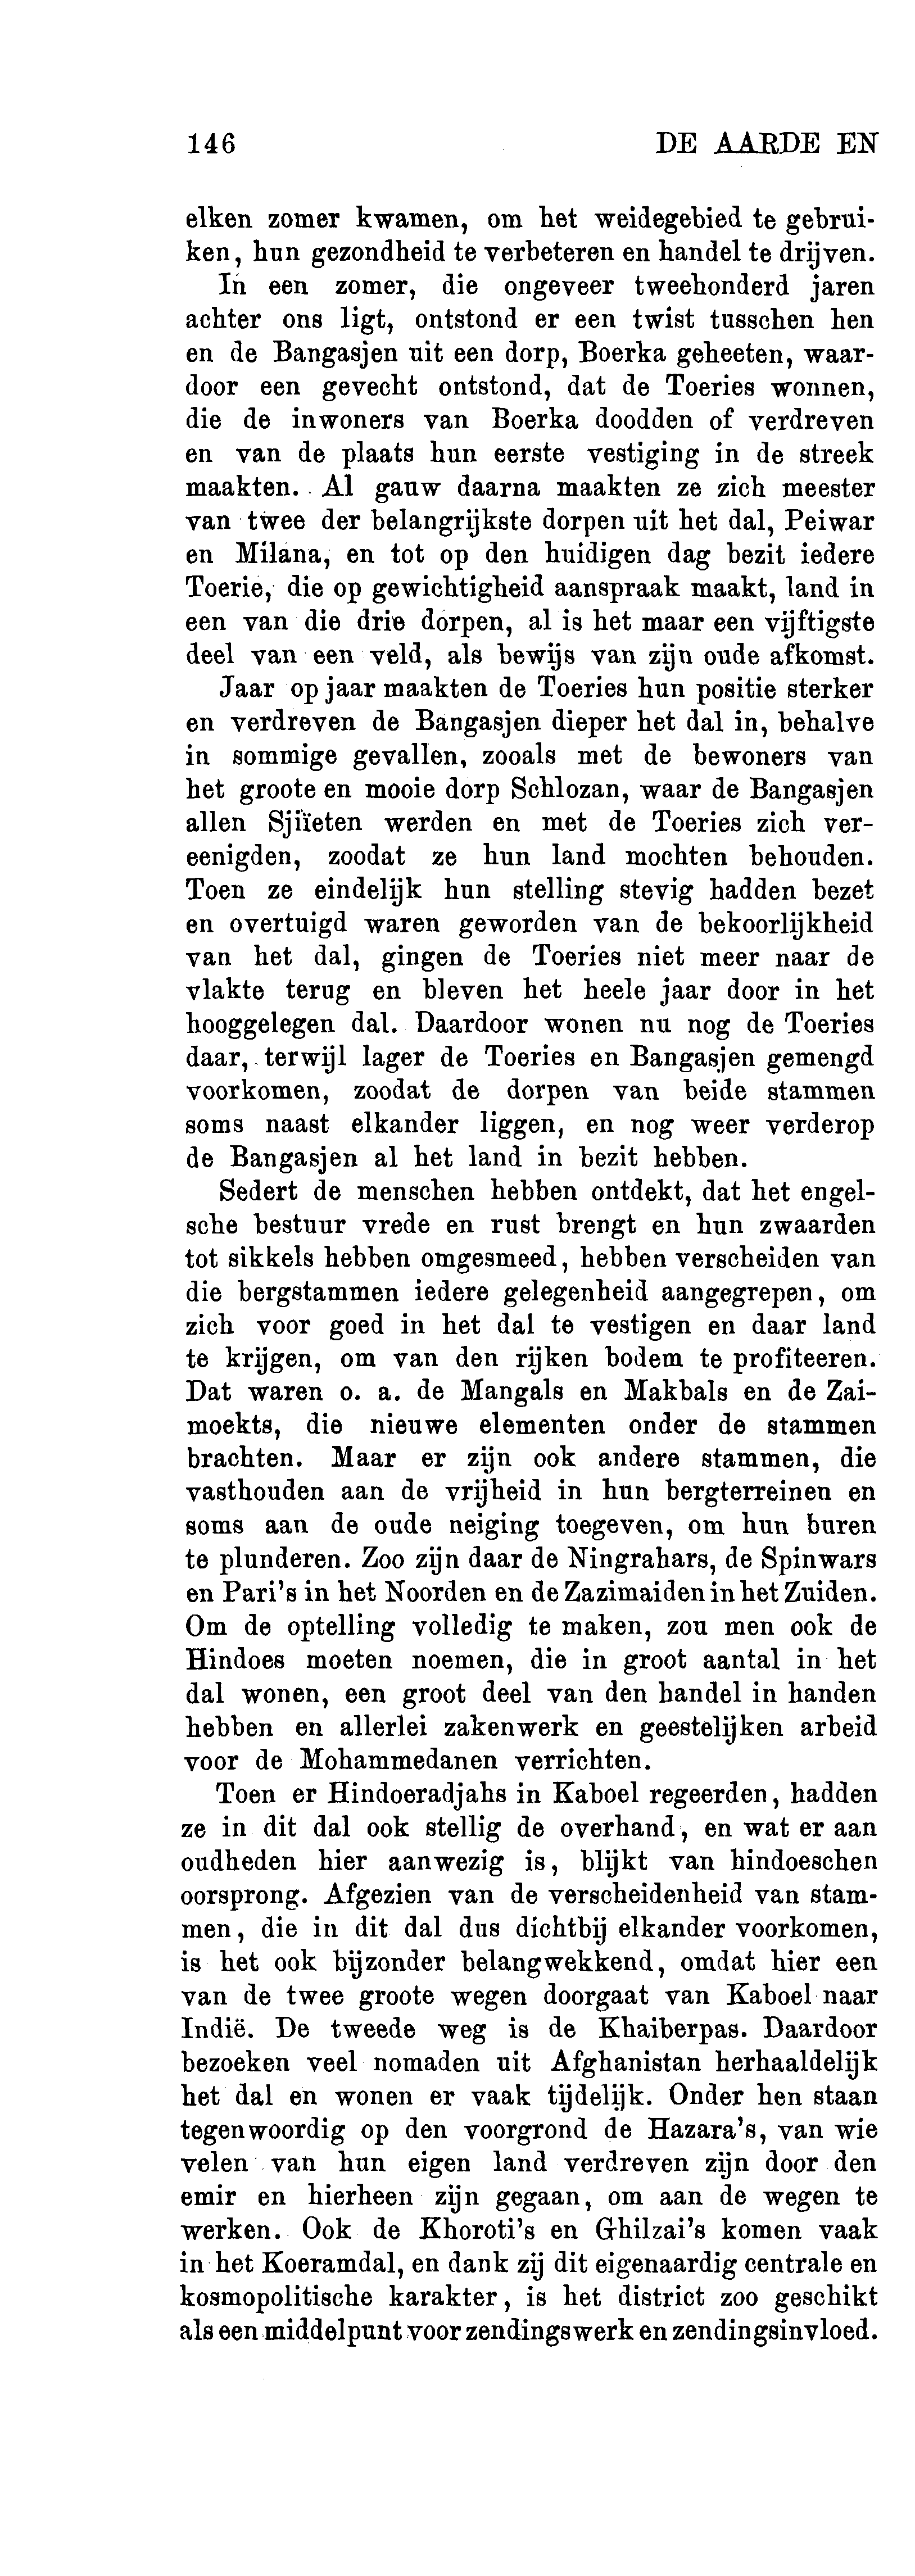 146 DE AARDE EN
elken zomer kwamen, om het weidegebied te gebrui-
ken, hun gezondheid te verbeteren en handel te drijven.
In een zomer, die ongeveer tweehonderd jaren
achter ons ligt, ontstond er een twist tusschen hen
en de Bangasjen uit een dorp, Boerka geheeten, waar-
door een gevecht ontstond, dat de Toeries wonnen,
die de inwoners van Boerka doodden of verdreven
en van de plaats hun eerste vestiging in de streek
maakten. Al gauw daarna maakten ze zich meester
van twee der belangrijkste dorpen uit het dal, Peiwar
en Milana, en tot op den huidigen dag bezit iedere
Toerie, die op gewichtigheid aanspraak maakt, land in
een van die drie dorpen, al is het maar een vijftigste
deel van een veld, als bewijs van zijn oude afkomst.
Jaar op jaar maakten de Toeries hun positie sterker
en verdreven de Bangasjen dieper het dal in, behalve
in sommige gevallen, zooals met de bewoners van
het groote en mooie dorp Schlozan, waar de Bangasjen
allen Sjiïeten werden en met de Toeries zich ver-
eenigden, zoodat ze hun land mochten behouden.
Toen ze eindelijk hun stelling stevig hadden bezet
en overtuigd waren geworden van de bekoorlijkheid
van het dal, gingen de Toeries niet meer naar de
vlakte terug en bleven het heele jaar door in het
hooggelegen dal. Daardoor wonen nu nog de Toeries
daar, terwijl lager de Toeries en Bangasjen gemengd
voorkomen, zoodat de dorpen van beide stammen
soms naast elkander liggen, en nog weer verderop
de Bangasjen al het land in bezit hebben.
Sedert de menschen hebben ontdekt, dat het engel-
sche bestuur vrede en rust brengt en hun zwaarden
tot sikkels hebben omgesmeed, hebben verscheiden van
die bergstammen iedere gelegenheid aangegrepen, om
zich voor goed in het dal te vestigen en daar land
te krijgen, om van den rijken bodem te profiteeren.
Dat waren o. a. de Mangals en Makbals en de Zai-
moekts, die nieuwe elementen onder de stammen
brachten. Maar er zijn ook andere stammen, die
vasthouden aan de vrijheid in hun bergterreinen en
soms aan de oude neiging toegeven, om hun buren
te plunderen. Zoo zijn daar de Ningrahars, de Spinwars
en Pari's in het Noorden en de Zazimaiden in het Zuiden.
Om de optelling volledig te maken, zou men ook de
Hindoes moeten noemen, die in groot aantal in het
dal wonen, een groot deel van den handel in handen
hebben en allerlei zakenwerk en geestelijken arbeid
voor de Mohammedanen verrichten.
Toen er Hindoeradjahs in Kaboel regeerden, hadden
ze in dit dal ook stellig de overhand, en wat er aan
oudheden hier aanwezig is, blijkt van hindoeschen
oorsprong. Afgezien van de verscheidenheid van stam-
men, die in dit dal dus dichtbij elkander voorkomen,
is het ook bijzonder belangwekkend, omdat hier een
van de twee groote wegen doorgaat van Kaboel naar
Indië. De tweede weg is de Khaiberpas. Daardoor
bezoeken veel nomaden uit Afghanistan herhaaldelijk
het dal en wonen er vaak tijdelijk. Onder hen staan
tegenwoordig op den voorgrond de Hazara's, van wie
velen van hun eigen land verdreven zijn door den
emir en hierheen zijn gegaan, om aan de wegen te
werken. Ook de Khoroti's en Ghilzai's komen vaak
in het Koeramdal, en dank zij dit eigenaardig centrale en
kosmopolitische karakter, is het district zoo geschikt
als een middelpunt voor zendingswerk en zendingsinvloed.